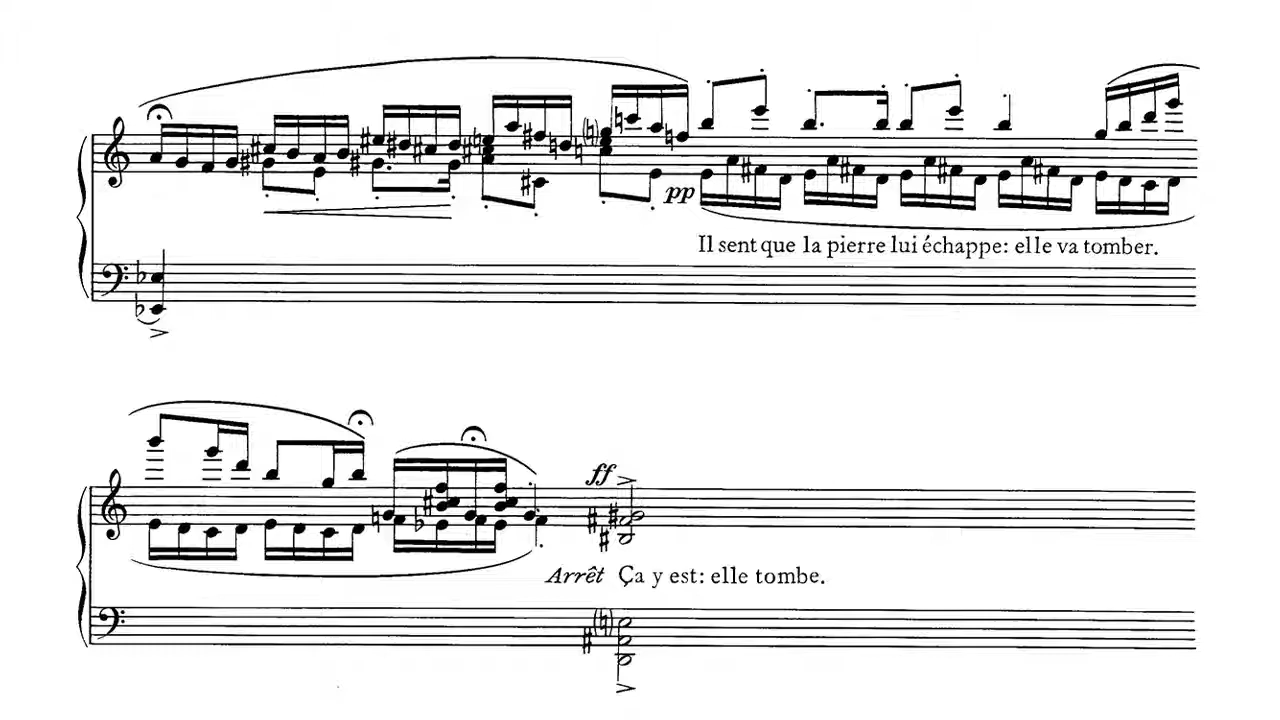 pp
Il sent que la pierre lui échappe: elle va tomber.
ff
Arrêt Ça y est: elle tombe.